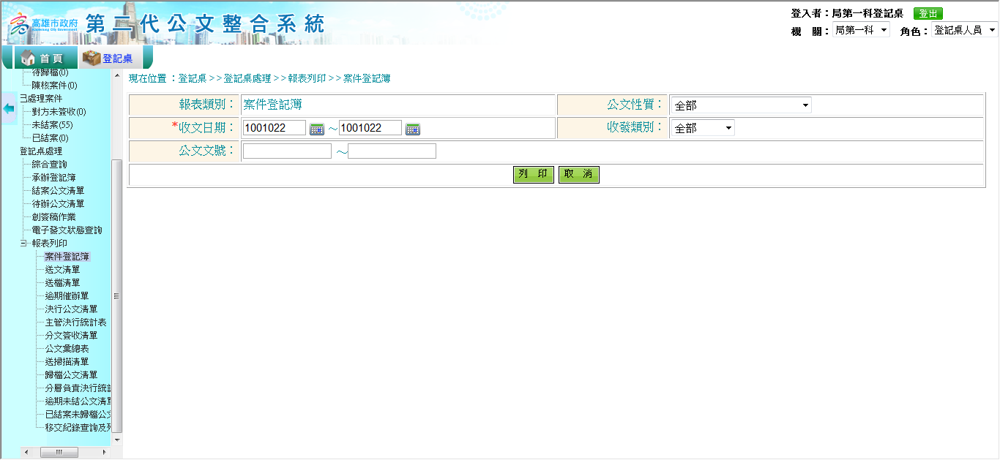 高雄市政府 第二代公文整合系統
Kaohsiung City Government
登入者：局第一科登記桌 登出
機 關：局第一科 角色：登記桌人員
首頁 登記桌
待歸檔(0)
陳核案件(0)
已處理案件
對方未簽收(0)
未結案(55)
已結案(0)
登記桌處理
綜合查詢
承辦登記簿
結案公文清單
待辦公文清單
創簽稿作業
電子發文狀態查詢
報表列印
案件登記簿
送文清單
送檔清單
逾期催辦單
決行公文清單
主管決行統計表
分文簽收清單
公文彙總表
送掃描清單
歸檔公文清單
分層負責決行統計
逾期未結公文清單
已結案未歸檔公文
移交紀錄查詢及列
現在位置 ：登記桌>>登記桌處理>>報表列印>>案件登記簿
報表類別： 案件登記簿 公文性質： 全部
*收文日期： 1001022 ～ 1001022 收發類別： 全部
公文文號： ～
列 印 取 消